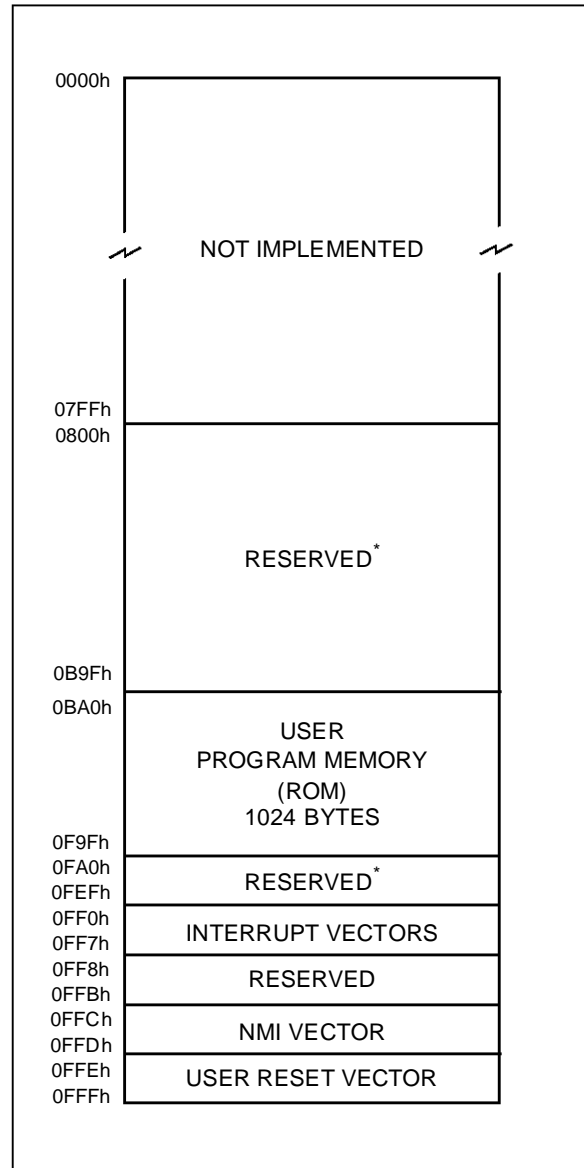 0000h
NOT IMPLEMENTED
07FFh
0800h
RESERVED*
0B9Fh
0BA0h
USER
PROGRAM MEMORY
(ROM)
1024 BYTES
0F9Fh
0FA0h
RESERVED*
0FEFh
0FF0h
INTERRUPT VECTORS
0FF7h
0FF8h
RESERVED
0FFBh
0FFCh
NMI VECTOR
0FFDh
0FFEh
USER RESET VECTOR
0FFFh